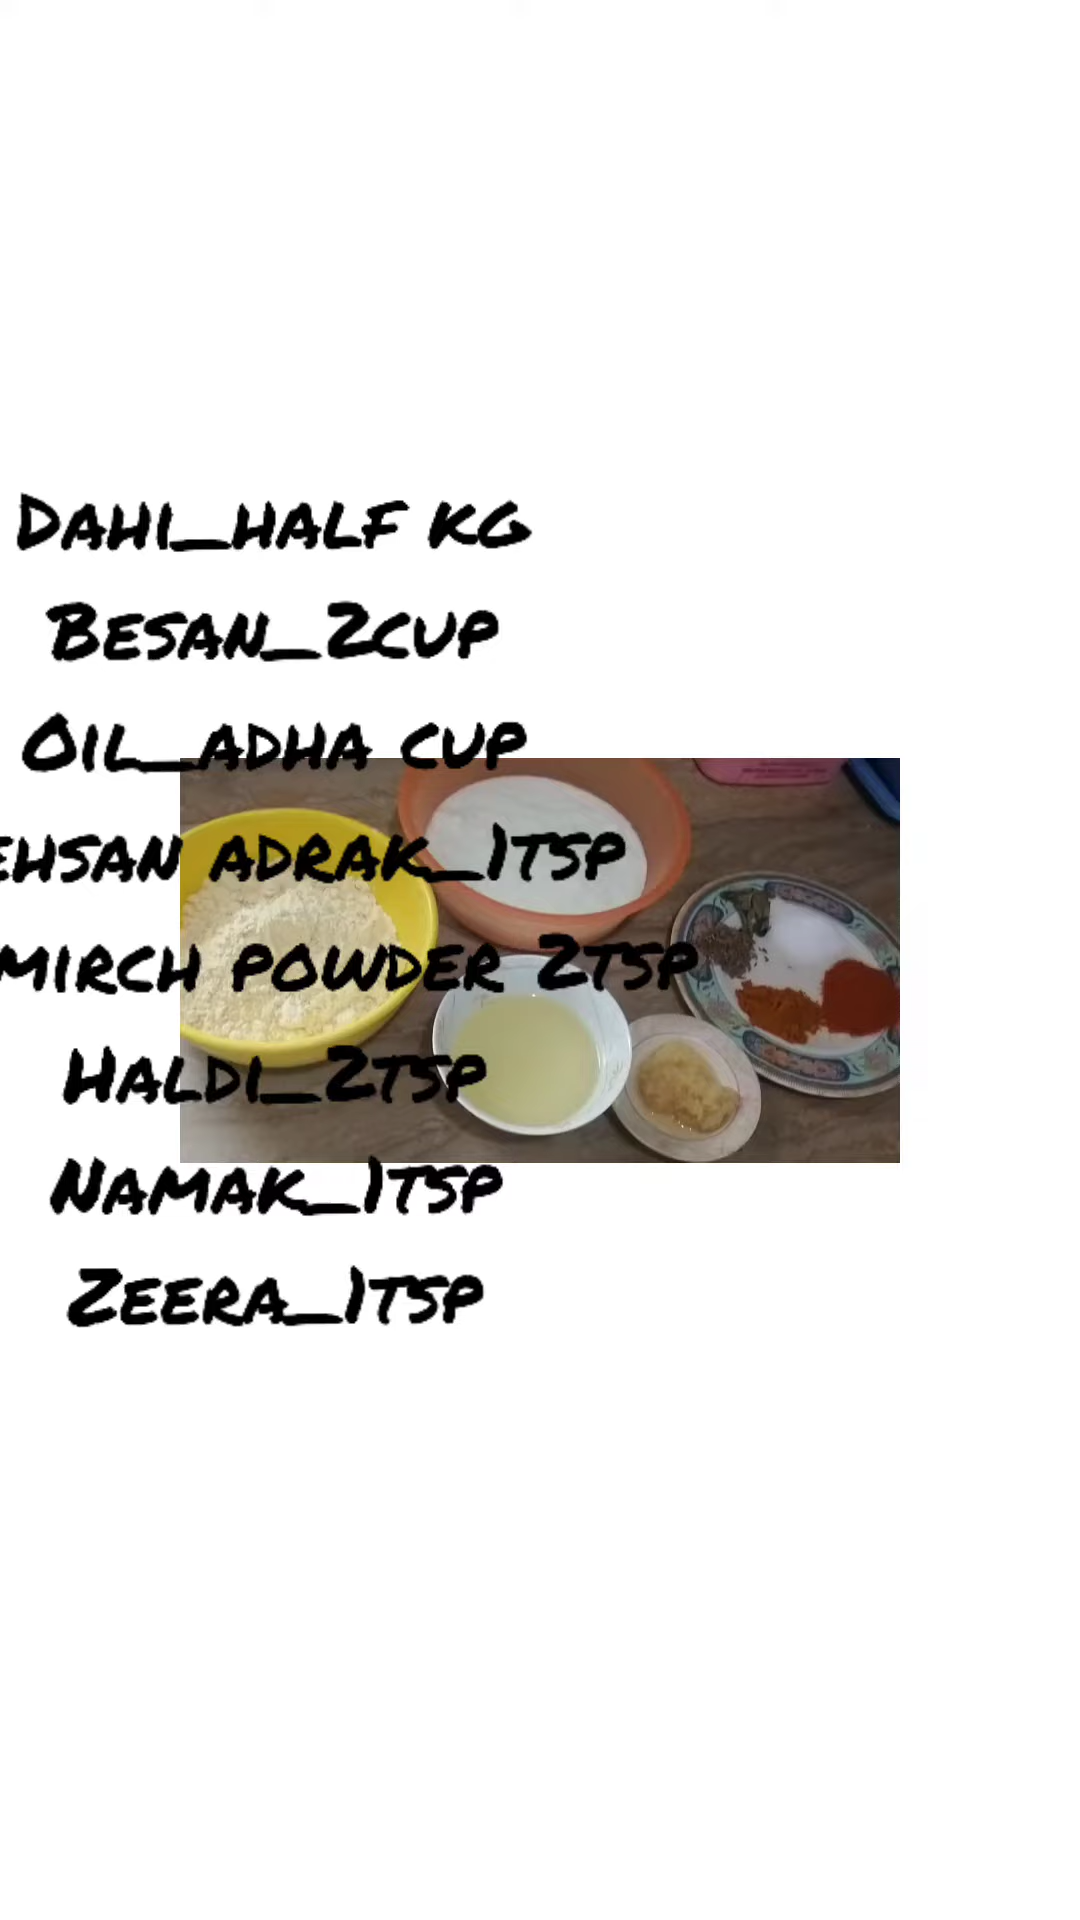 Dahi_half kg
Besan_2cup
Oil_adha cup
ehsan adrak_1tsp
mirch powder 2tsp
Haldi_2tsp
Namak_1tsp
Zeera_1tsp